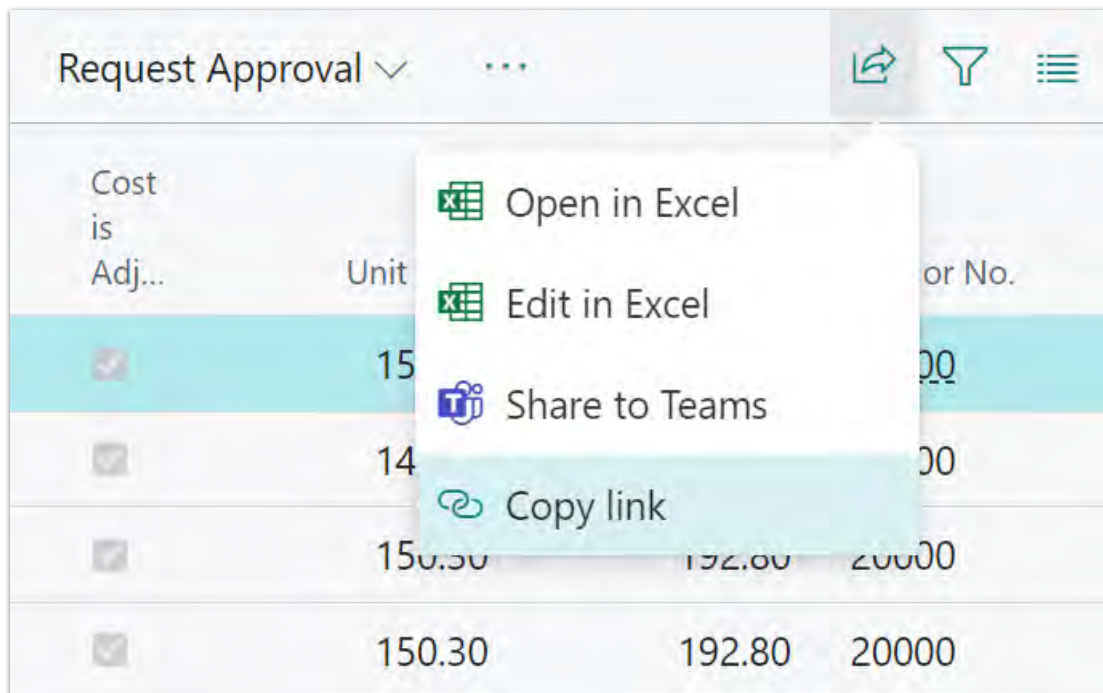 Request Approval
Cost
is
Adj...
Unit
or No.
Open in Excel
Edit in Excel
Share to Teams
Copy link
15
00
14
00
150.30 192.80 20000